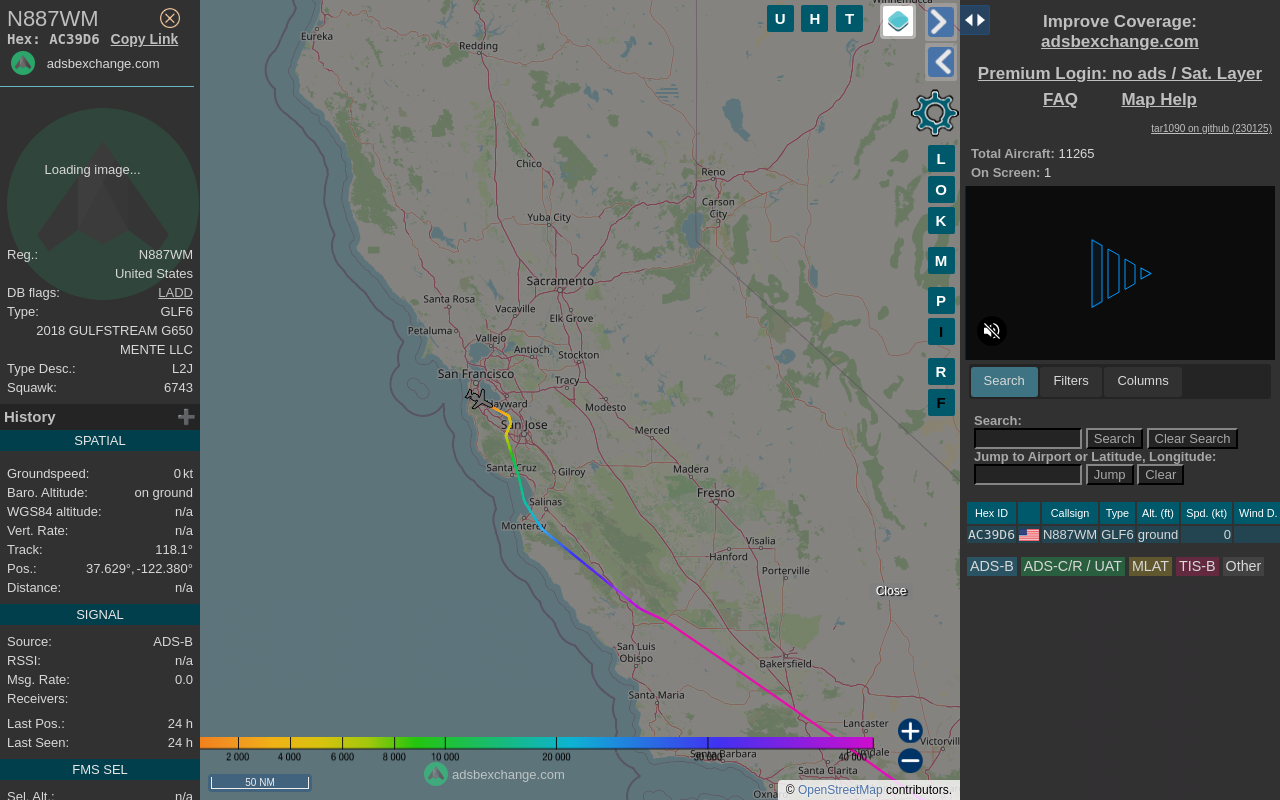 N887WM
Hex: AC39D6 Copy Link
adsbexchange.com
Loading image...
Reg.: N887WM
United States
DB flags: LADD
Type: GLF6
2018 GULFSTREAM G650
MENTE LLC
Type Desc.: L2J
Squawk: 6743
History
SPATIAL
Groundspeed: 0 kt
Baro. Altitude: on ground
WGS84 altitude: n/a
Vert. Rate: n/a
Track: 118.1°
Pos.: 37.629°, -122.380°
Distance: n/a
SIGNAL
Source: ADS-B
RSSI: n/a
Msg. Rate: 0.0
Receivers:
Last Pos.: 24 h
Last Seen: 24 h
FMS SEL
Sel. Alt.: n/a
Eureka
Redding
Chico
Reno
Carson
City
Yuba City
Sacramento
Santa Rosa
Vacaville
Elk Grove
Petaluma
Vallejo
Antioch
Stockton
San Francisco
Tracy
Hayward
Modesto
San Jose
Merced
Santa Cruz
Gilroy
Madera
Salinas
Fresno
Monterey
Visalia
Hanford
Porterville
San Luis
Obispo
Bakersfield
Santa Maria
Lancaster
Palmdale
Santa Barbara
Santa Clarita
Close
2 000
4 000
6 000
8 000
10 000
20 000
30 000
40 000+
50 NM
adsbexchange.com
© OpenStreetMap contributors.
U H T
L
O
K
M
P
I
R
F
Improve Coverage:
adsbexchange.com
Premium Login: no ads / Sat. Layer
FAQ Map Help
tar1090 on github (230125)
Total Aircraft: 11265
On Screen: 1
Search Filters Columns
Search:
Search Clear Search
Jump to Airport or Latitude, Longitude:
Jump Clear
Hex ID Callsign Type Alt. (ft) Spd. (kt) Wind D.
AC39D6 N887WM GLF6 ground 0
ADS-B ADS-C/R / UAT MLAT TIS-B Other